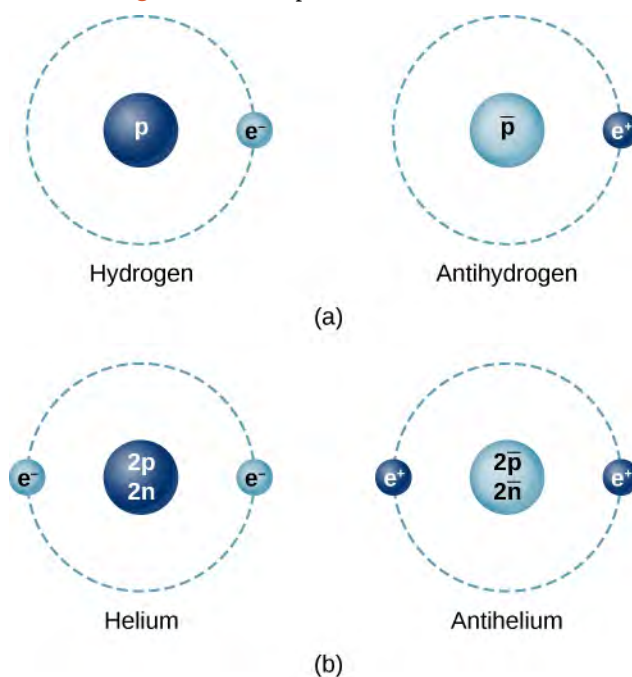 p e⁻ p̅ e⁺
Hydrogen Antihydrogen
(a)
e⁻ 2p e⁻ e⁺ 2p̅ e⁺
2n 2n̅
Helium Antihelium
(b)